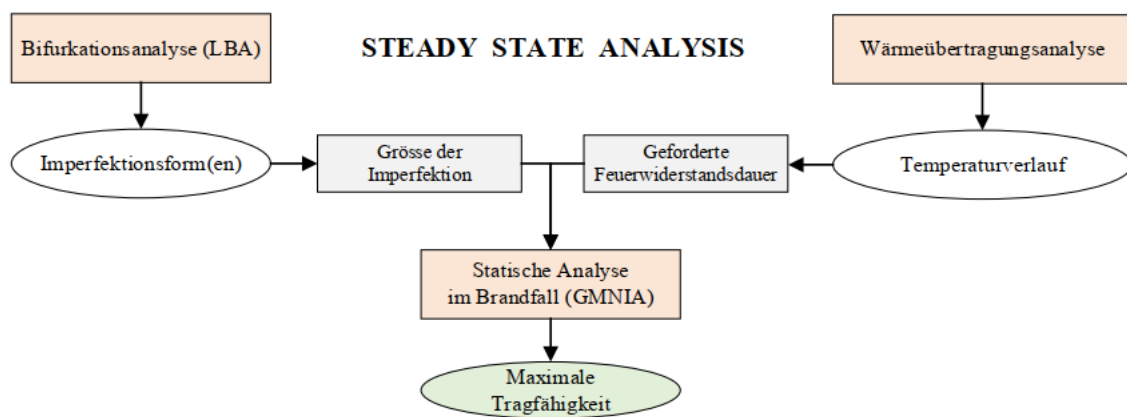 Bifurkationsanalyse (LBA)
STEADY STATE ANALYSIS
Wärmeübertragungsanalyse
Imperfektionsform(en)
Grösse der
Imperfektion
Geforderte
Feuerwiderstandsdauer
Temperaturverlauf
Statische Analyse
im Brandfall (GMNIA)
Maximale
Tragfähigkeit